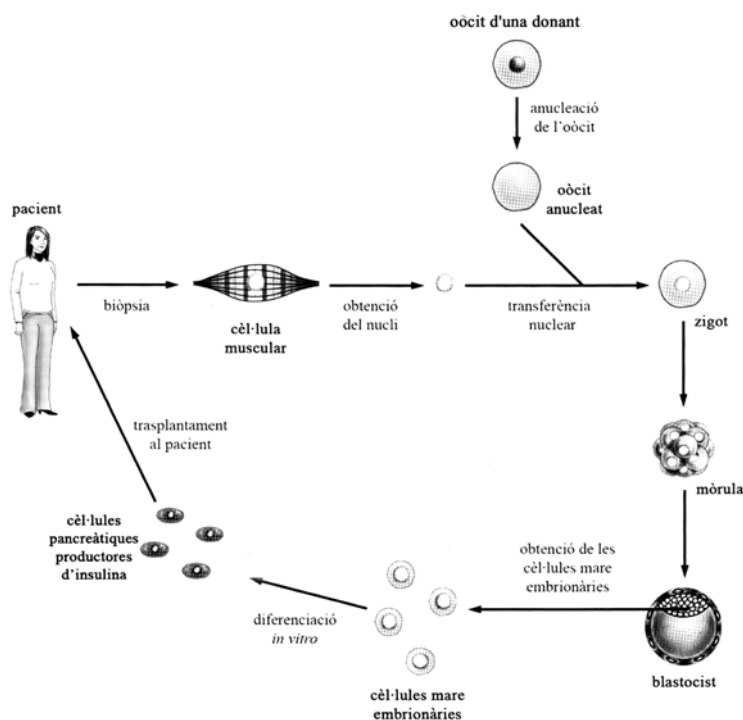 oòcit d'una donant
anucleació
de l'oòcit
oòcit
anucleat
pacient
biòpsia
cèl·lula
muscular
obtenció
del nucli
transferència
nuclear
zigot
mòrula
trasplantament
al pacient
cèl·lules
pancreàtiques
productores
d'insulina
obtenció de les
cèl·lules mare
embrionàries
diferenciació
in vitro
blastocist
cèl·lules mare
embrionàries